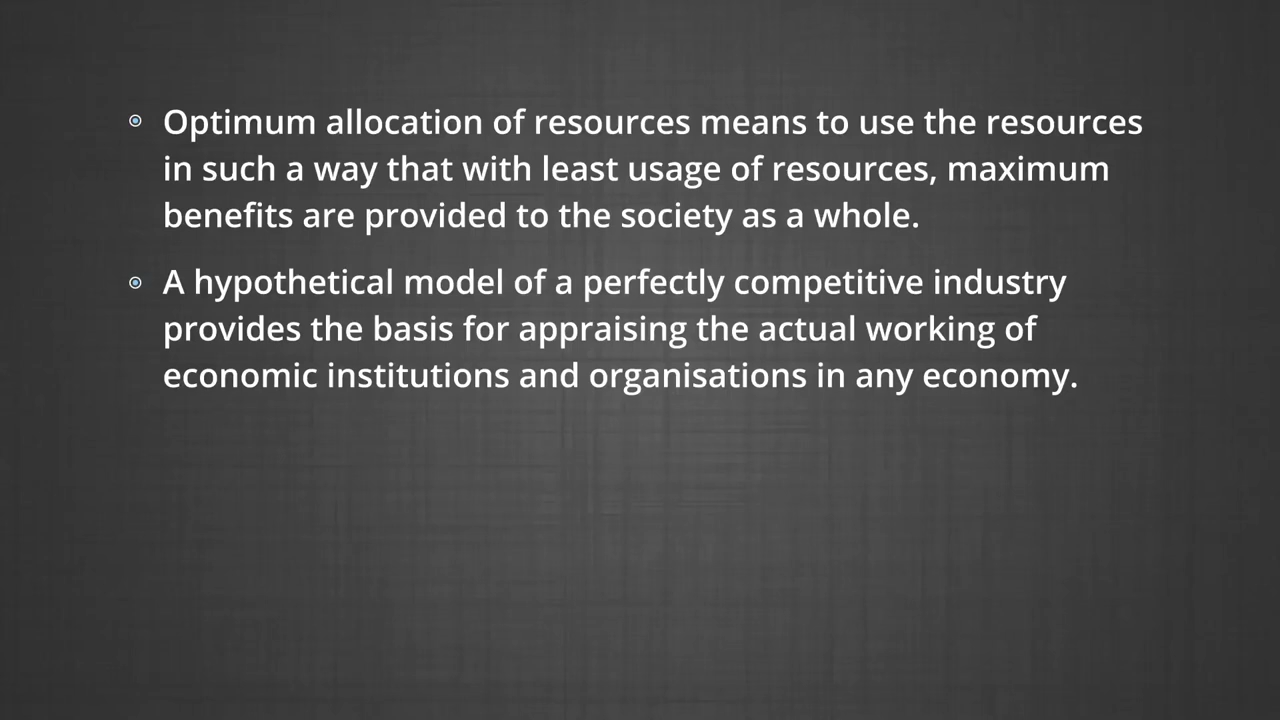 Optimum allocation of resources means to use the resources
in such a way that with least usage of resources, maximum
benefits are provided to the society as a whole.
A hypothetical model of a perfectly competitive industry
provides the basis for appraising the actual working of
economic institutions and organisations in any economy.